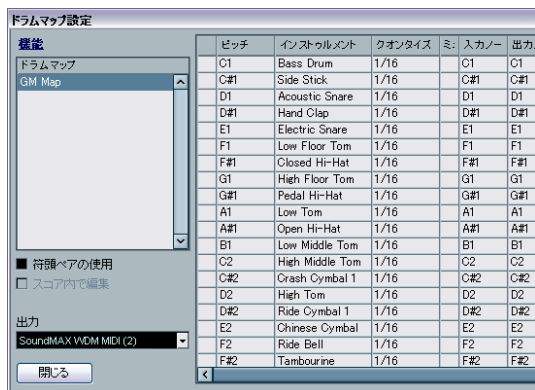 ドラムマップ設定
機能
ドラムマップ
GM Map
符頭ペアの使用
スコア内で編集
出力
SoundMAX WDM MIDI (2)
閉じる
ピッチ インストゥルメント クオンタイズ ミ: 入力ノー 出力
C1 Bass Drum 1/16 C1 C1
C#1 Side Stick 1/16 C#1 C#1
D1 Acoustic Snare 1/16 D1 D1
D#1 Hand Clap 1/16 D#1 D#1
E1 Electric Snare 1/16 E1 E1
F1 Low Floor Tom 1/16 F1 F1
F#1 Closed Hi-Hat 1/16 F#1 F#1
G1 High Floor Tom 1/16 G1 G1
G#1 Pedal Hi-Hat 1/16 G#1 G#1
A1 Low Tom 1/16 A1 A1
A#1 Open Hi-Hat 1/16 A#1 A#1
B1 Low Middle Tom 1/16 B1 B1
C2 High Middle Tom 1/16 C2 C2
C#2 Crash Cymbal 1 1/16 C#2 C#2
D2 High Tom 1/16 D2 D2
D#2 Ride Cymbal 1 1/16 D#2 D#2
E2 Chinese Cymbal 1/16 E2 E2
F2 Ride Bell 1/16 F2 F2
F#2 Tambourine 1/16 F#2 F#2